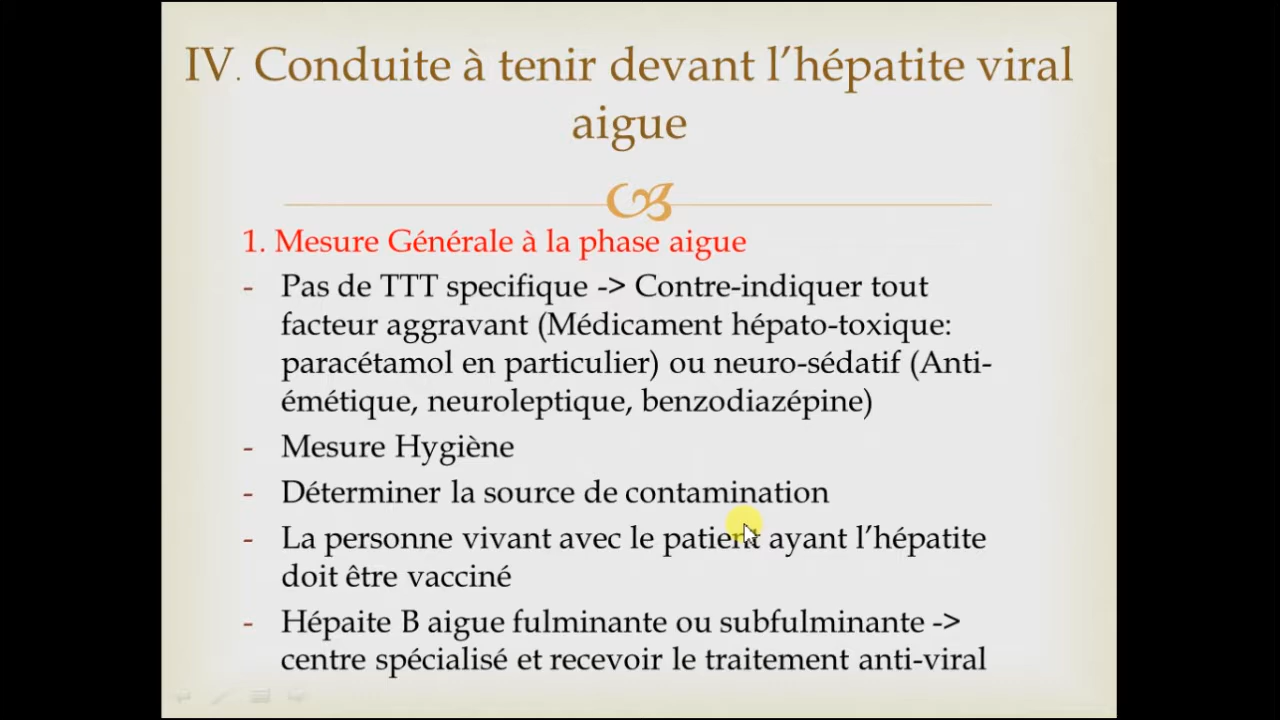 IV. Conduite à tenir devant l’hépatite viral
aigue
1. Mesure Générale à la phase aigue
- Pas de TTT specifique -> Contre-indiquer tout
facteur aggravant (Médicament hépato-toxique:
paracétamol en particulier) ou neuro-sédatif (Anti-
émétique, neuroleptique, benzodiazépine)
- Mesure Hygiène
- Déterminer la source de contamination
- La personne vivant avec le patient ayant l’hépatite
doit être vacciné
- Hépaite B aigue fulminante ou subfulminante ->
centre spécialisé et recevoir le traitement anti-viral